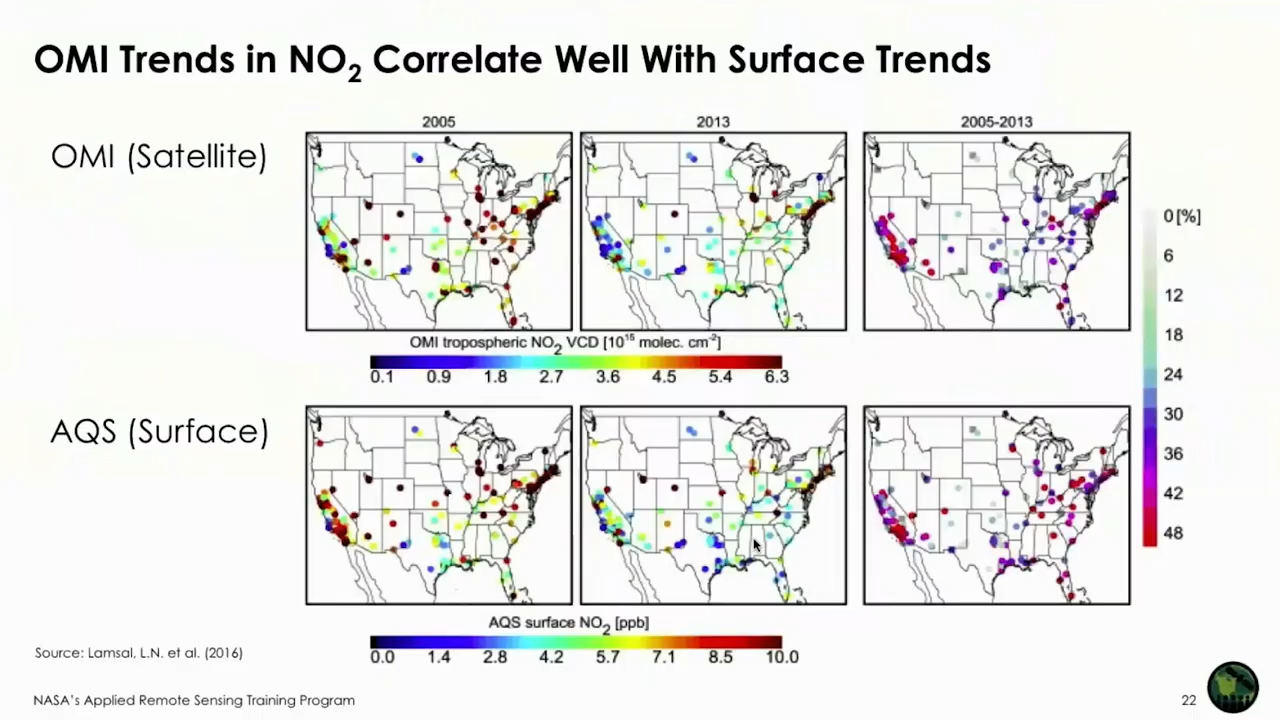 OMI Trends in NO2 Correlate Well With Surface Trends
2005
2013
2005-2013
OMI (Satellite)
0 [%]
6
12
18
24
30
36
42
48
OMI tropospheric NO2 VCD [10^15 molec. cm^-2]
0.1 0.9 1.8 2.7 3.6 4.5 5.4 6.3
AQS (Surface)
AQS surface NO2 [ppb]
0.0 1.4 2.8 4.2 5.7 7.1 8.5 10.0
Source: Lamsal, L.N. et al. (2016)
NASA's Applied Remote Sensing Training Program
22